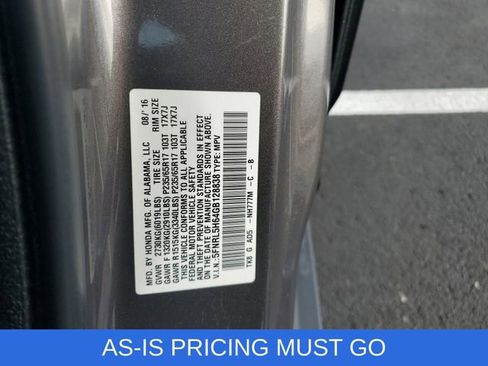 MFD. BY HONDA MFG. OF ALABAMA, LLC 08/'16
GVWR 2730KG(6019LBS) TIRE SIZE RIM SIZE
GAWR F 1320KG(2910LBS) P235/65R17 103T 17X7J
GAWR R 1515KG(3340LBS) P235/65R17 103T 17X7J
THIS VEHICLE CONFORMS TO ALL APPLICABLE
FEDERAL MOTOR VEHICLE SAFETY
AND THEFT PREVENTION STANDARDS IN EFFECT
ON THE DATE OF MANUFACTURE SHOWN ABOVE.
V.I.N.:5FNRL5H64GB128838 TYPE: MPV
TK8 G AD5 -NH777M -C -B
AS-IS PRICING MUST GO